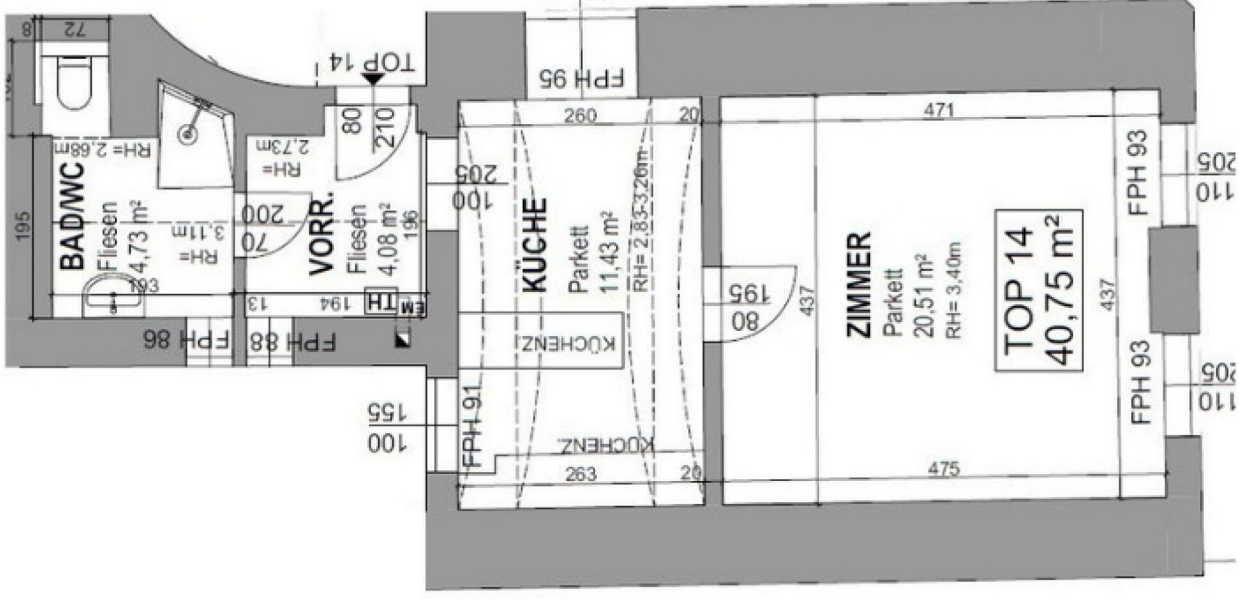 8
72
TOP 14
FPH 95
80
210
260
20
471
RH= 2,68m
RH=
2,73m
205
100
FPH 93
205
110
195
BAD/WC
Fliesen
4,73 m²
RH=
3,11m
200
70
VORR.
Fliesen
4,08 m²
196
KÜCHE
Parkett
11,43 m²
RH= 2,83-3,26m
195
80
437
ZIMMER
Parkett
20,51 m²
RH= 3,40m
TOP 14
40,75 m²
437
193
13
194
TH
EM
FPH 86
FPH 88
KÜCHENZ.
155
100
FPH 91
KÜCHENZ.
FPH 93
205
110
263
20
475